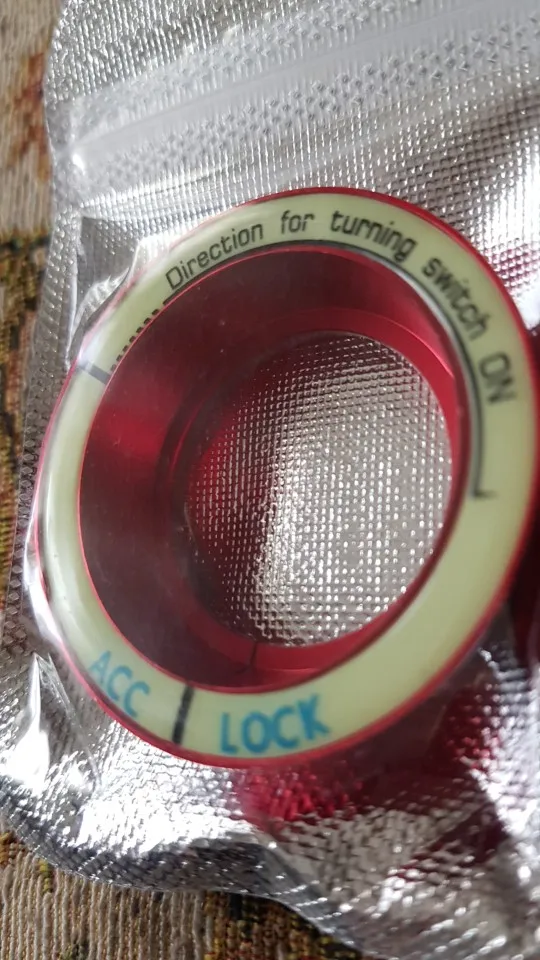 Direction for turning switch ON
ACC
LOCK